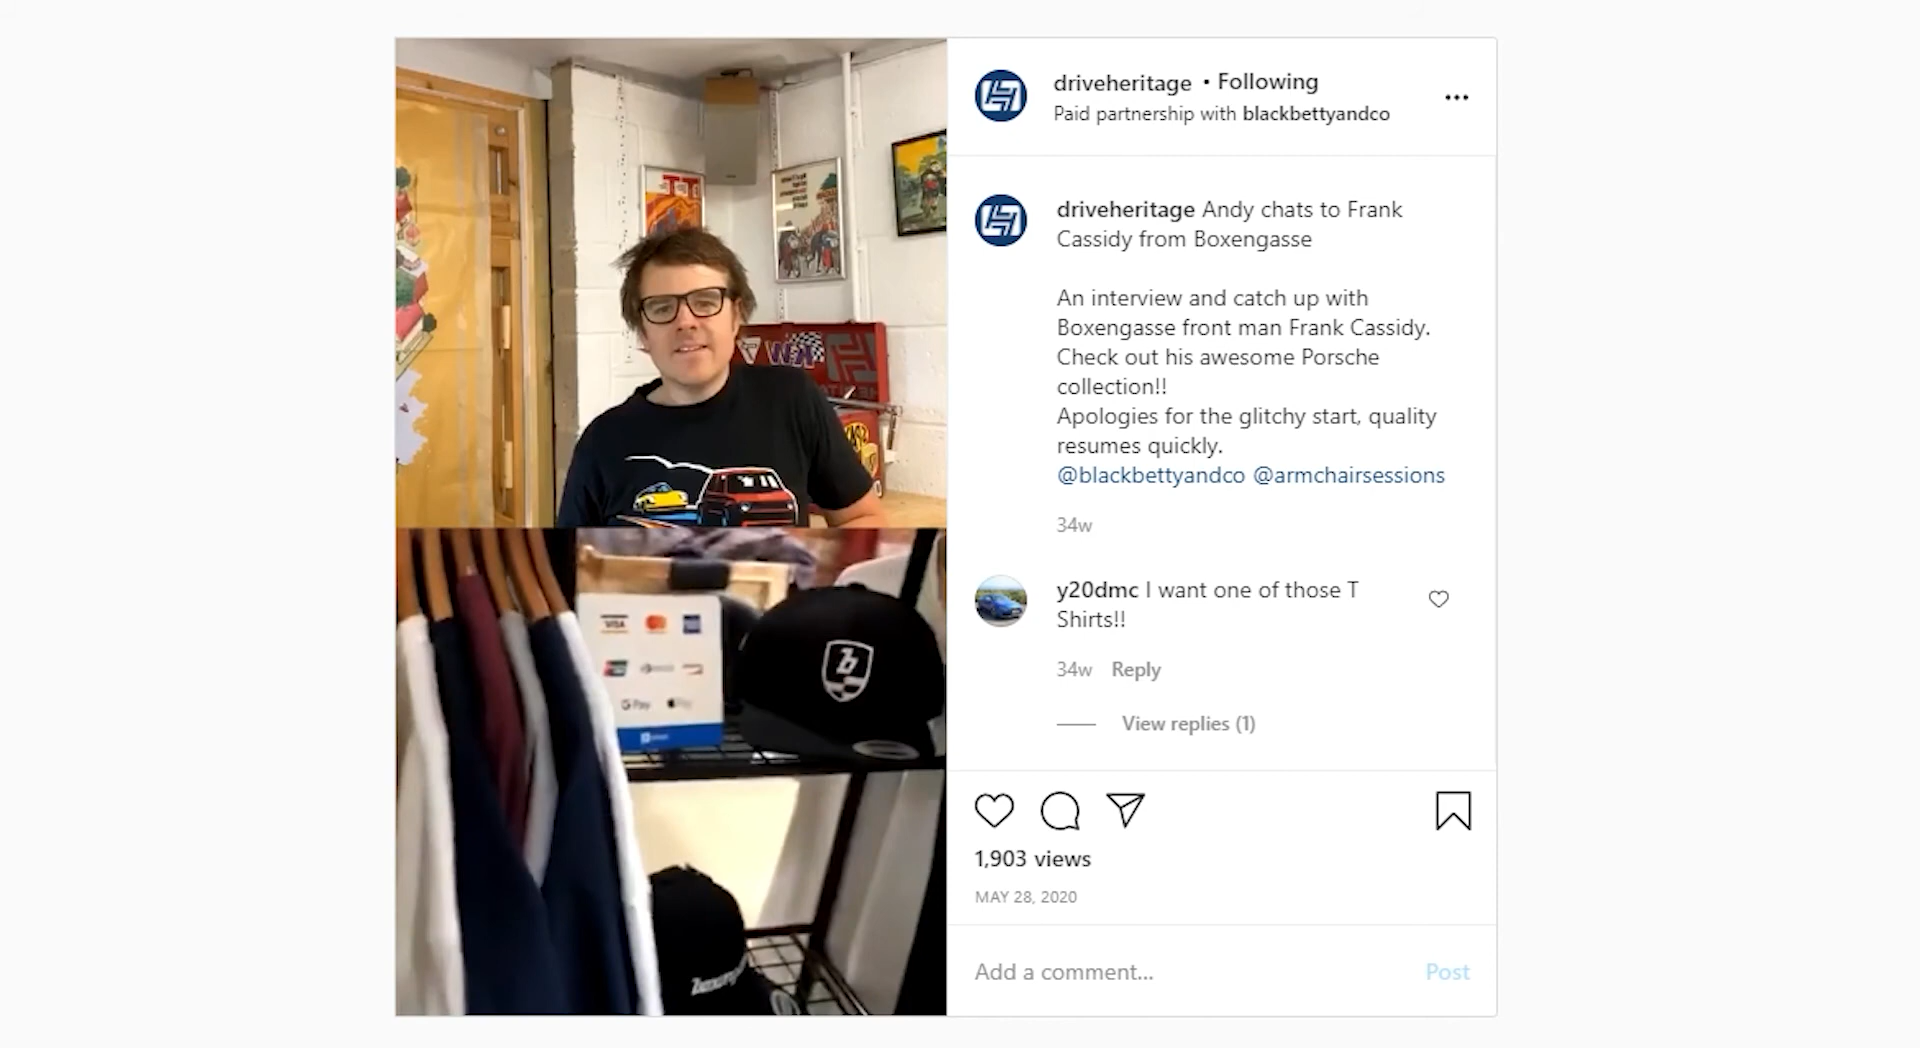 driveheritage • Following
Paid partnership with blackbettyandco
driveheritage Andy chats to Frank
Cassidy from Boxengasse
An interview and catch up with
Boxengasse front man Frank Cassidy.
Check out his awesome Porsche
collection!!
Apologies for the glitchy start, quality
resumes quickly.
@blackbettyandco @armchairsessions
34w
y20dmc I want one of those T
Shirts!!
34w Reply
View replies (1)
1,903 views
MAY 28, 2020
Add a comment...
Post
TT
VISA
G Pay
Pay
b